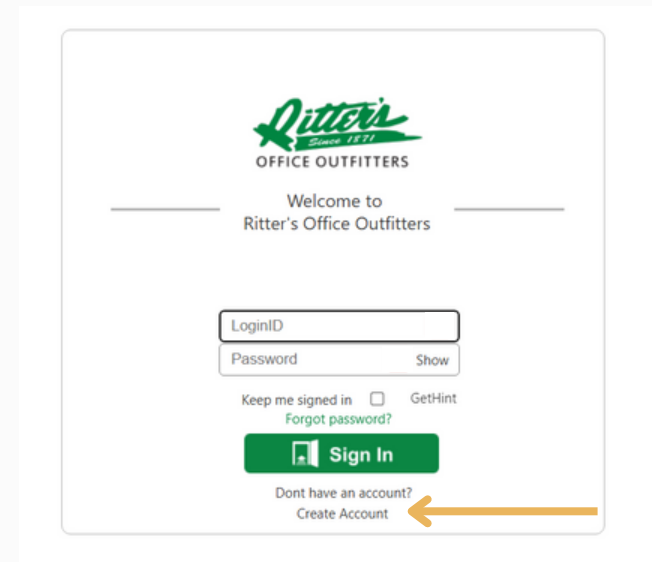 Ritter's
Since 1871
OFFICE OUTFITTERS
Welcome to
Ritter's Office Outfitters
LoginID
Password Show
Keep me signed in GetHint
Forgot password?
Sign In
Dont have an account?
Create Account